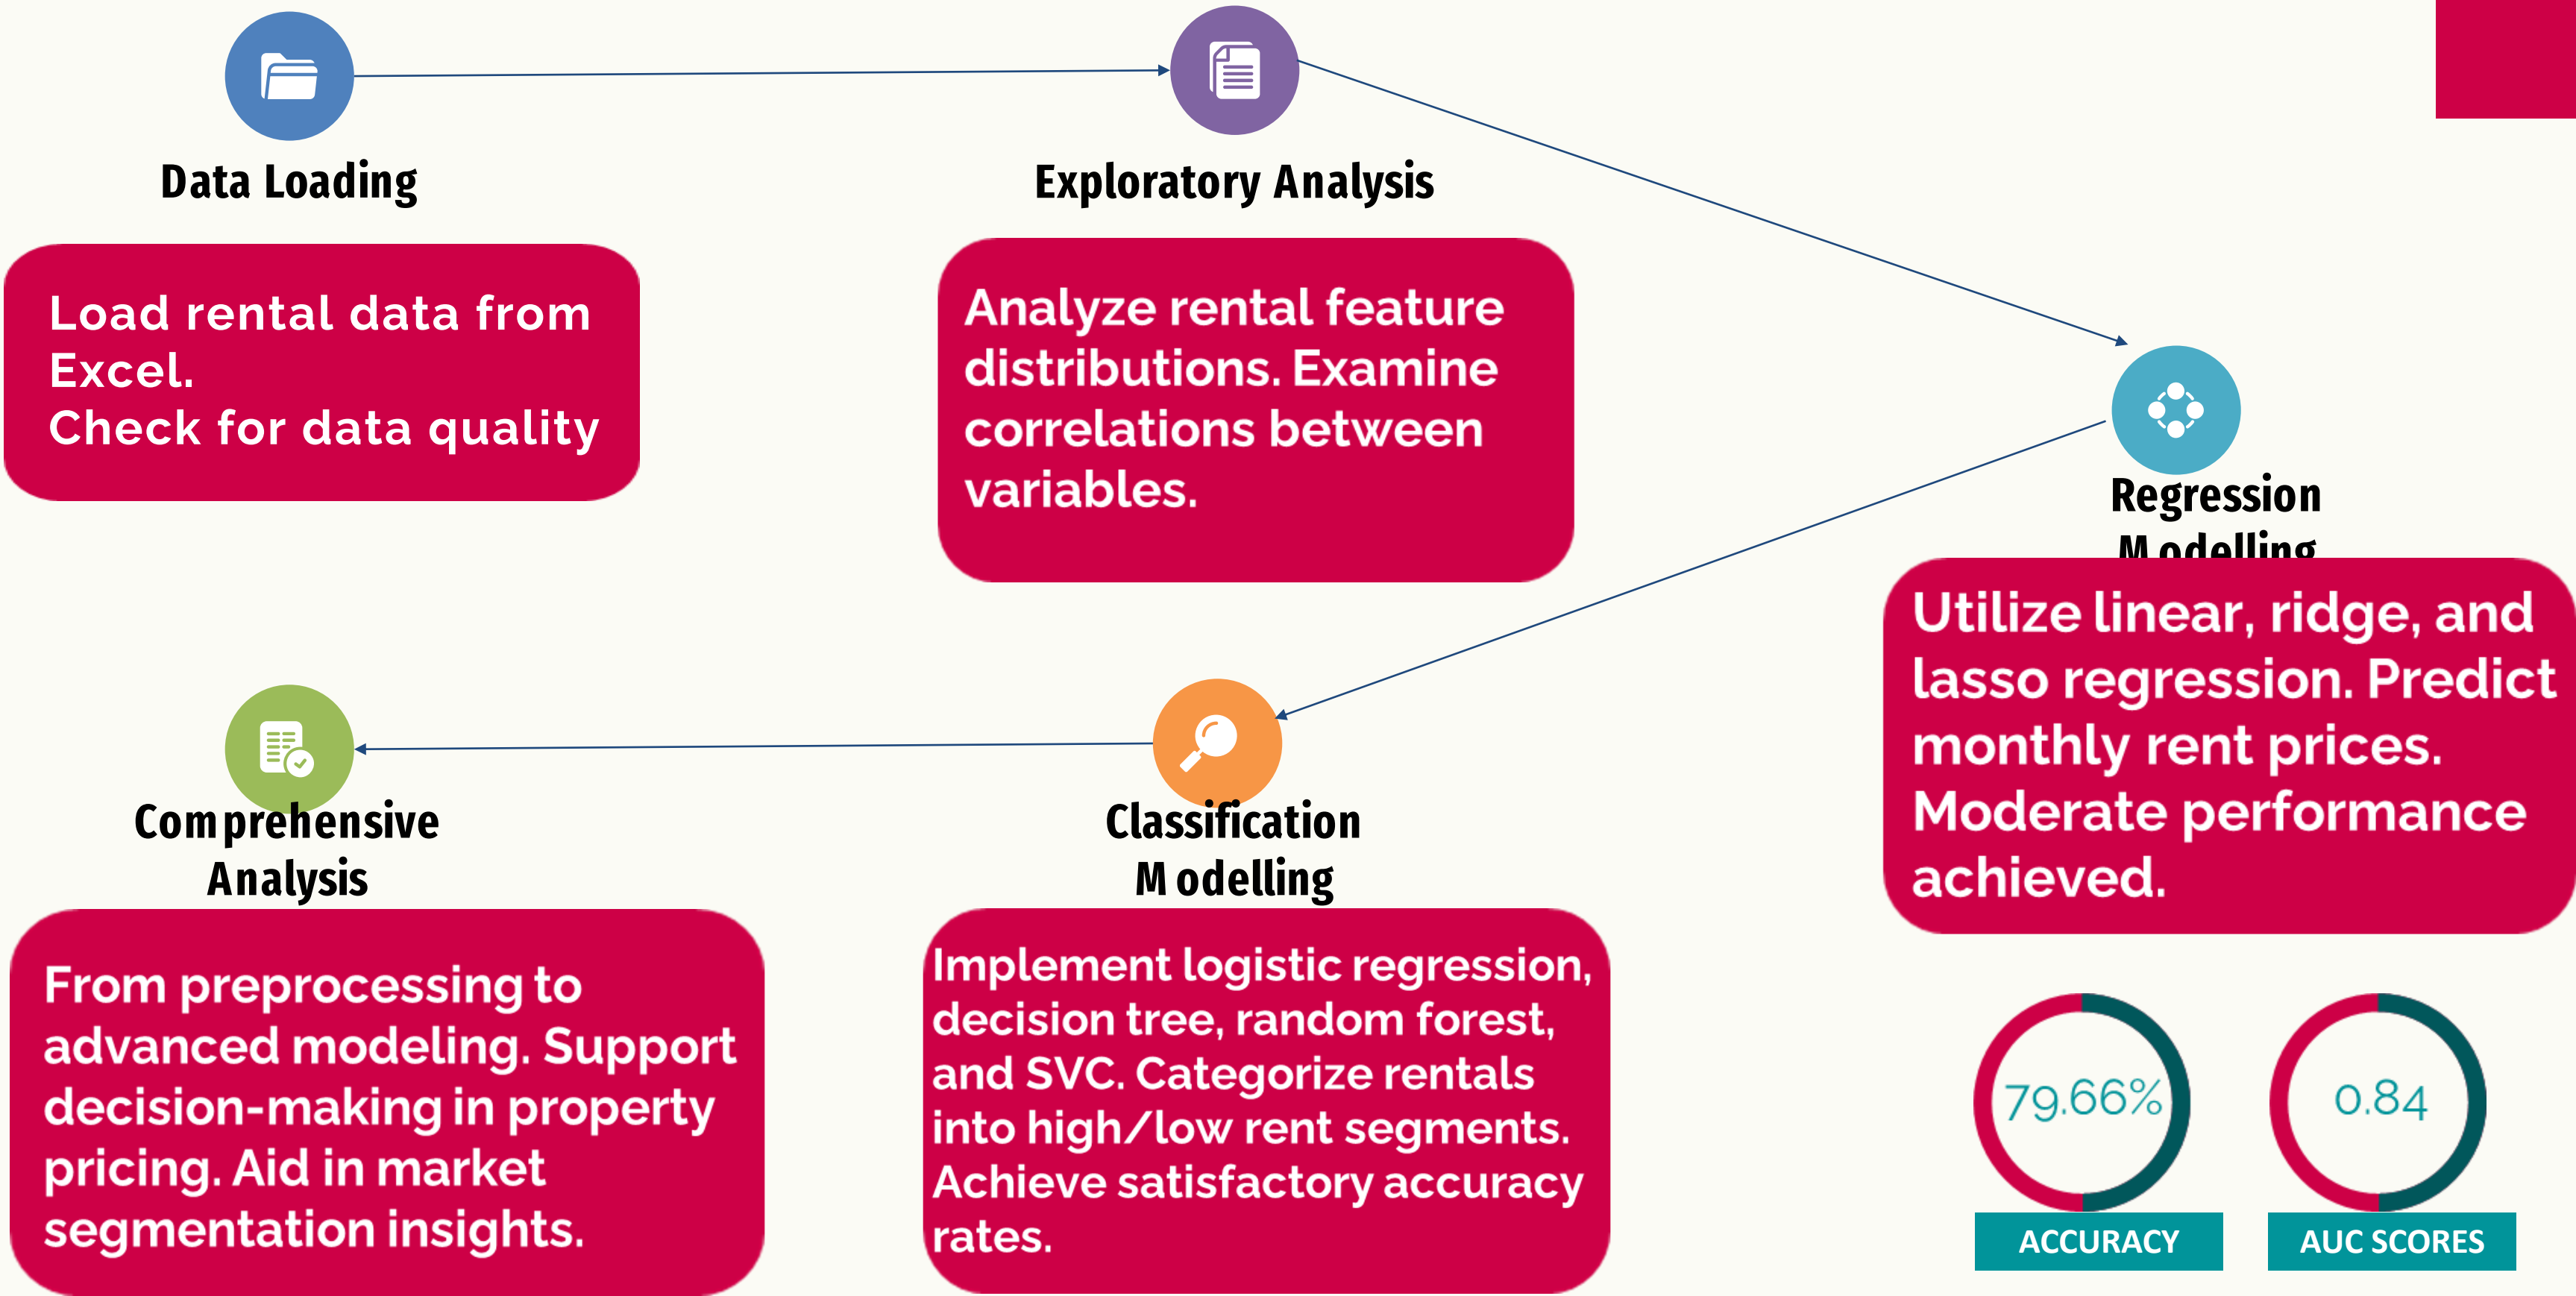 Data Loading
Load rental data from
Excel.
Check for data quality
Exploratory Analysis
Analyze rental feature
distributions. Examine
correlations between
variables.
Regression
Modelling
Utilize linear, ridge, and
lasso regression. Predict
monthly rent prices.
Moderate performance
achieved.
Classification
Modelling
Implement logistic regression,
decision tree, random forest,
and SVC. Categorize rentals
into high/low rent segments.
Achieve satisfactory accuracy
rates.
Comprehensive
Analysis
From preprocessing to
advanced modeling. Support
decision-making in property
pricing. Aid in market
segmentation insights.
79.66%
ACCURACY
0.84
AUC SCORES